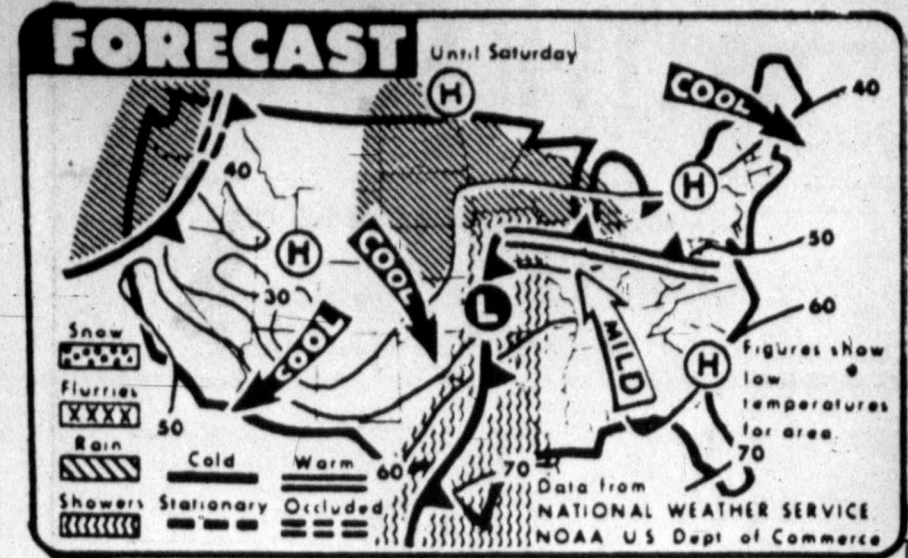 FORECAST
Until Saturday
H
COOL
40
H
40
H
COOL
50
30
L
60
COOL
MILD
H
Snow
Flurries
Rain
Showers
50
Cold
Warm
Stationary
Occluded
60
70
70
Figures show
low
temperatures
for area.
Data from
NATIONAL WEATHER SERVICE
NOAA US Dept of Commerce